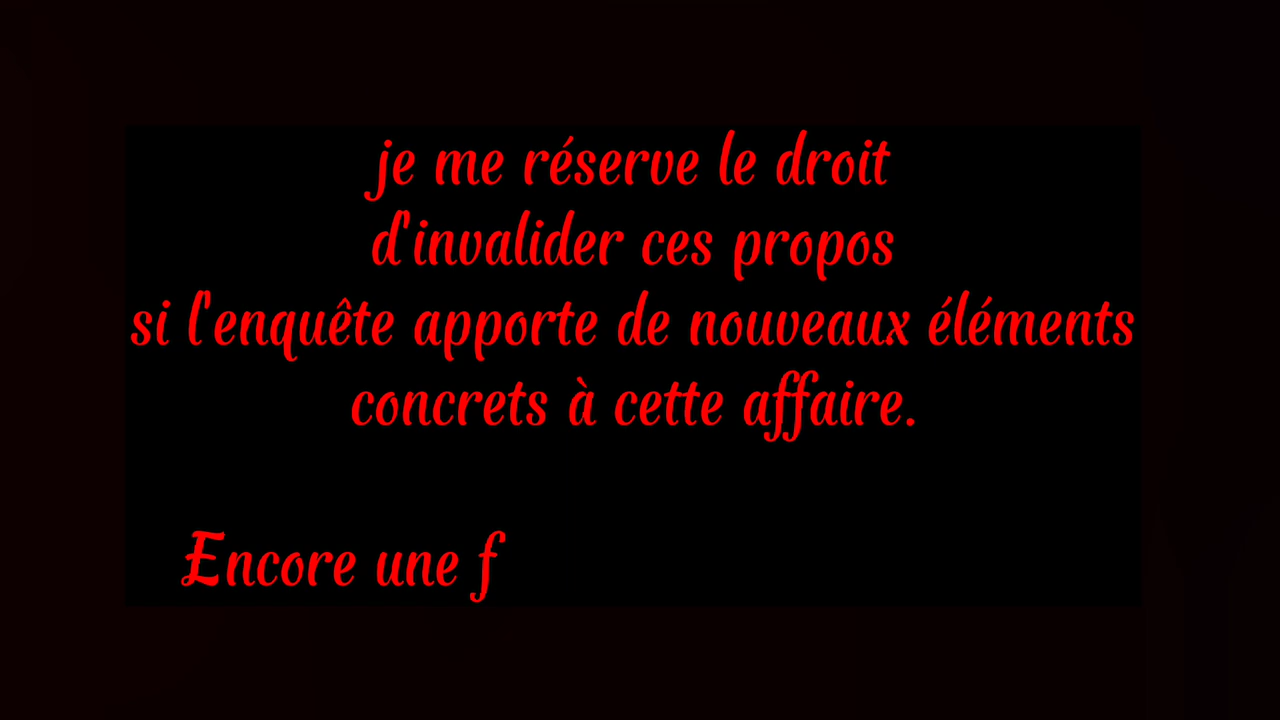 je me réserve le droit
d'invalider ces propos
si l'enquête apporte de nouveaux éléments
concrets à cette affaire.
Encore une f